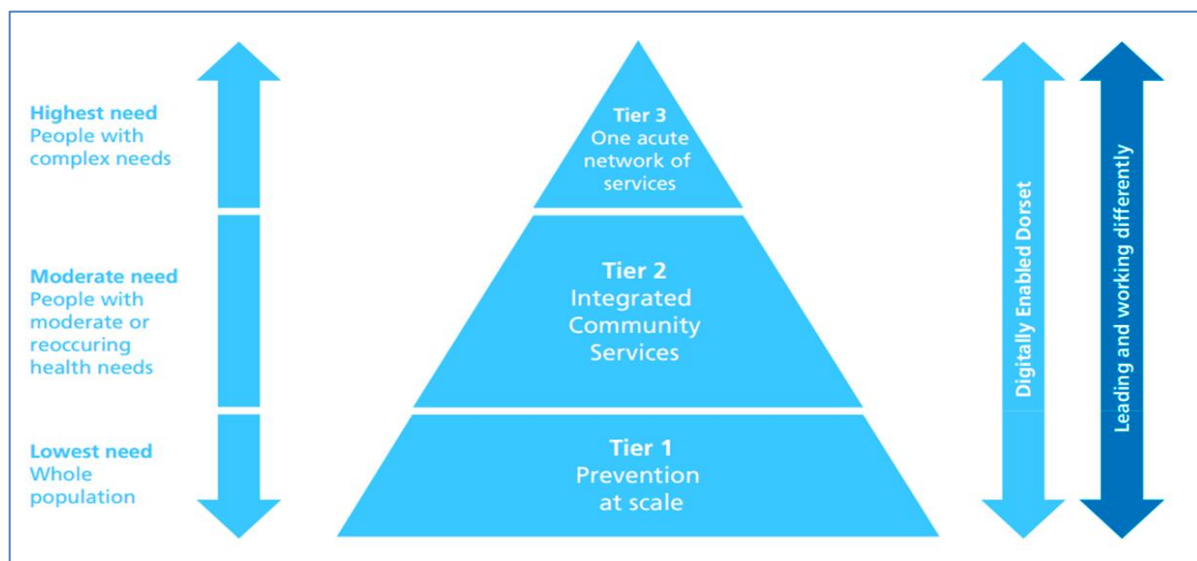 Highest need
People with
complex needs
Moderate need
People with
moderate or
reoccuring
health needs
Lowest need
Whole
population
Tier 3
One acute
network of
services
Tier 2
Integrated
Community
Services
Tier 1
Prevention
at scale
Digitally Enabled Dorset
Leading and working differently